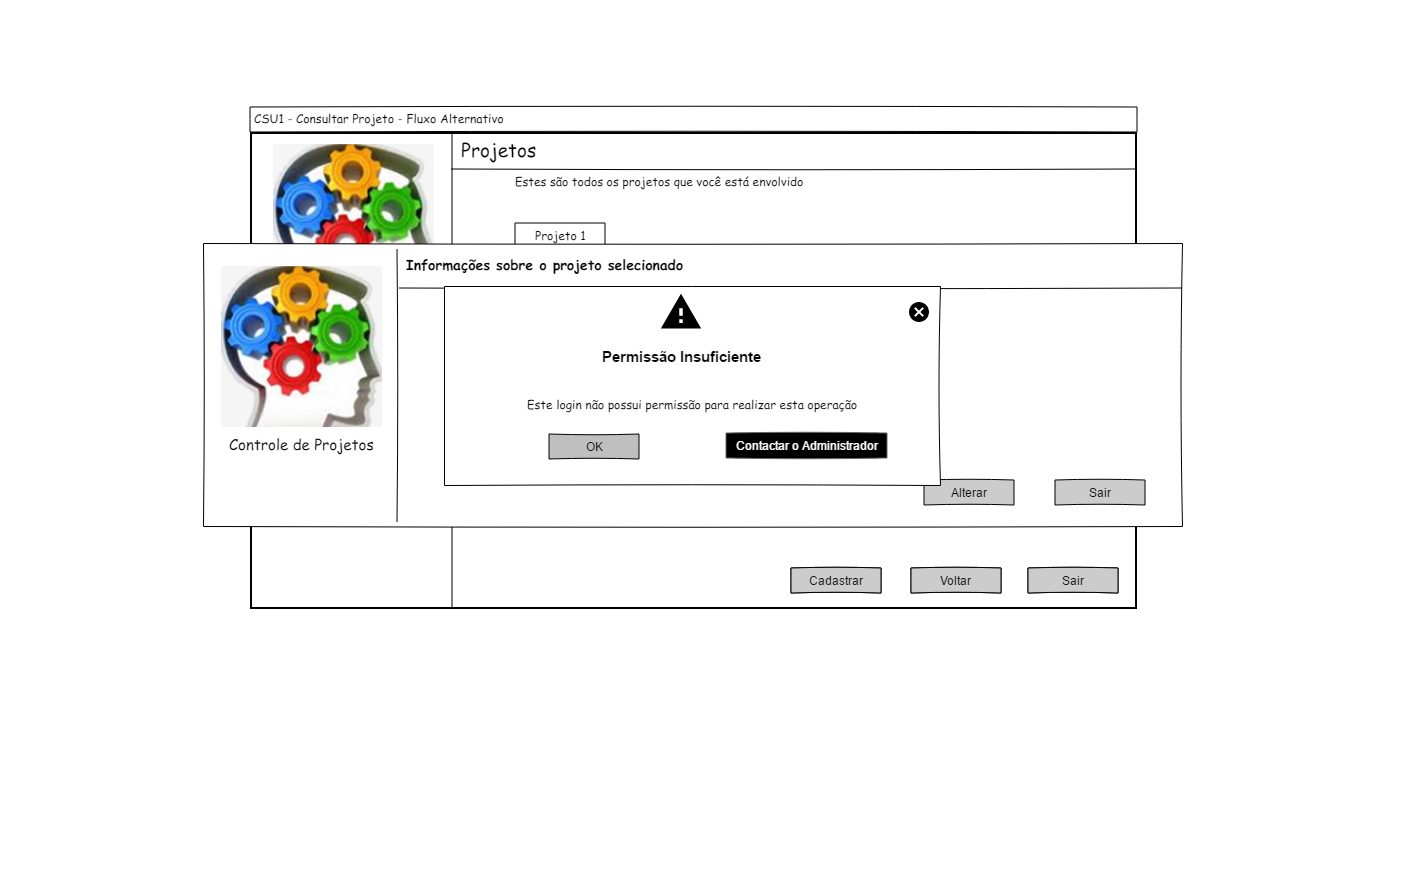 CSU1 - Consultar Projeto - Fluxo Alternativo
Projetos
Estes são todos os projetos que você está envolvido
Projeto 1
Informações sobre o projeto selecionado
Permissão Insuficiente
Este login não possui permissão para realizar esta operação
OK
Contactar o Administrador
Controle de Projetos
Alterar
Sair
Cadastrar
Voltar
Sair